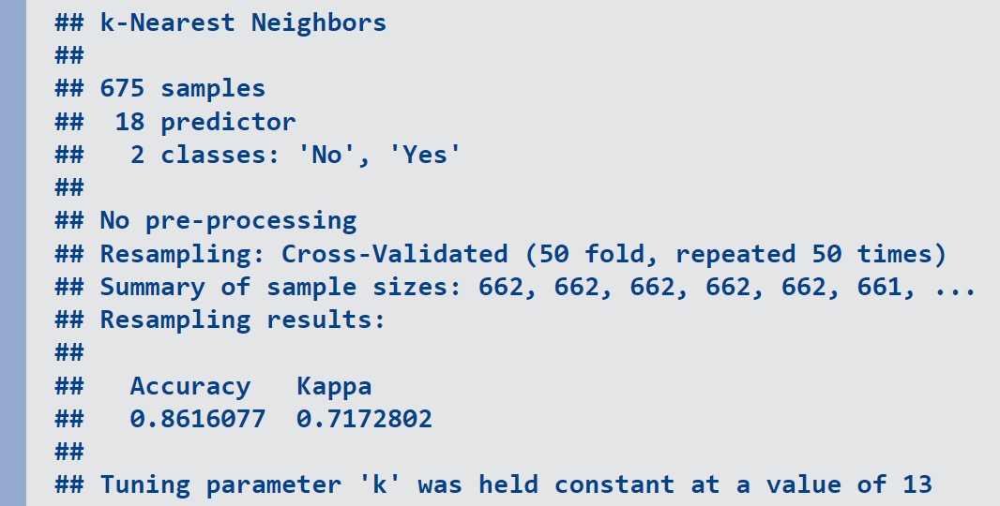 ## k-Nearest Neighbors
##
## 675 samples
##  18 predictor
##   2 classes: 'No', 'Yes'
##
## No pre-processing
## Resampling: Cross-Validated (50 fold, repeated 50 times)
## Summary of sample sizes: 662, 662, 662, 662, 662, 661, ...
## Resampling results:
##
##   Accuracy   Kappa
##   0.8616077  0.7172802
##
## Tuning parameter 'k' was held constant at a value of 13